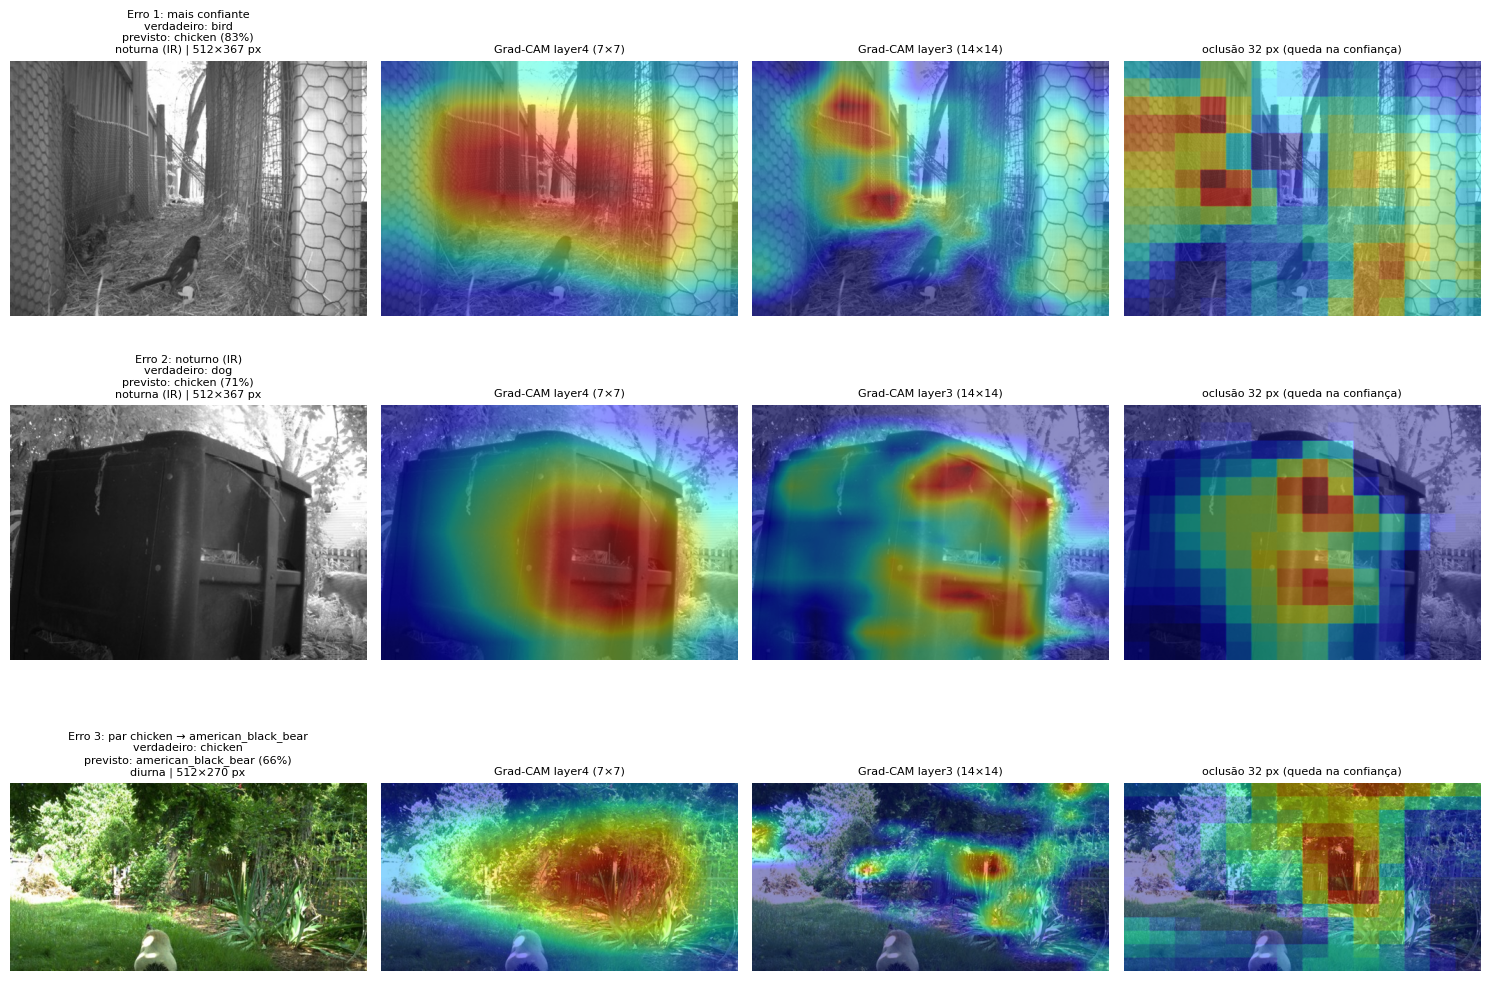 Erro 1: mais confiante
verdadeiro: bird
previsto: chicken (83%)
noturna (IR) | 512×367 px
Grad-CAM layer4 (7×7)
Grad-CAM layer3 (14×14)
oclusão 32 px (queda na confiança)
Erro 2: noturno (IR)
verdadeiro: dog
previsto: chicken (71%)
noturna (IR) | 512×367 px
Grad-CAM layer4 (7×7)
Grad-CAM layer3 (14×14)
oclusão 32 px (queda na confiança)
Erro 3: par chicken → american_black_bear
verdadeiro: chicken
previsto: american_black_bear (66%)
diurna | 512×270 px
Grad-CAM layer4 (7×7)
Grad-CAM layer3 (14×14)
oclusão 32 px (queda na confiança)